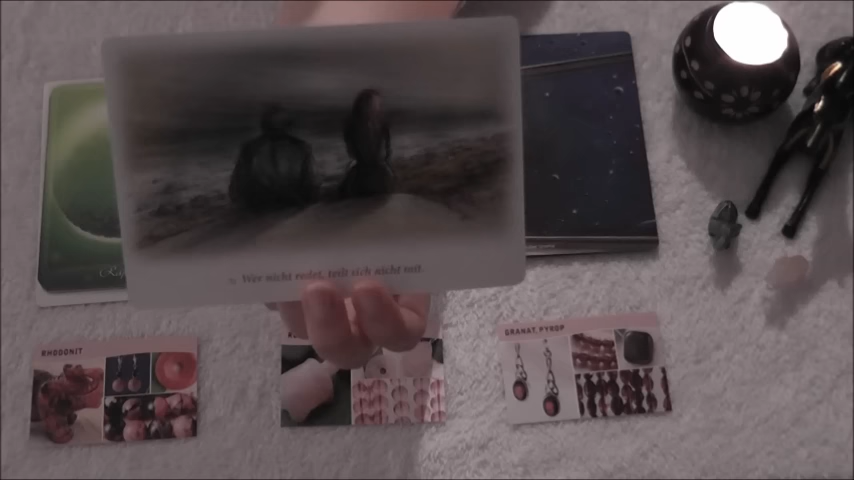 Wer nicht redet, teilt sich nicht mit.
RHODONIT
GRANAT PYROP